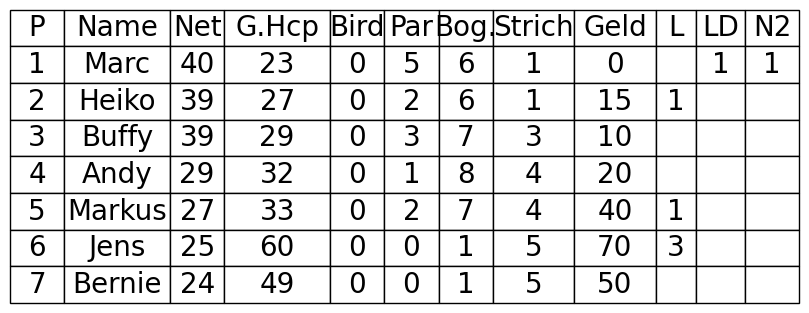 P Name Net G.Hcp Bird Par Bog. Strich Geld L LD N2
1 Marc 40 23 0 5 6 1 0 1 1
2 Heiko 39 27 0 2 6 1 15 1
3 Buffy 39 29 0 3 7 3 10
4 Andy 29 32 0 1 8 4 20
5 Markus 27 33 0 2 7 4 40 1
6 Jens 25 60 0 0 1 5 70 3
7 Bernie 24 49 0 0 1 5 50